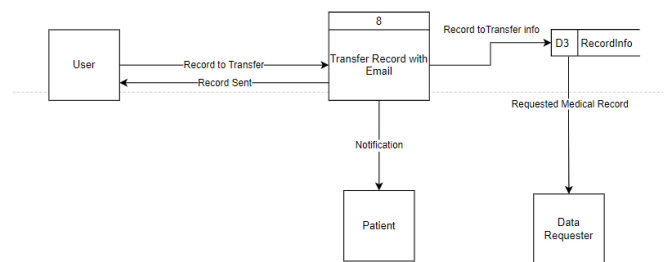 8
Record toTransfer info
User
Record to Transfer
Transfer Record with
Email
D3
RecordInfo
Record Sent
Requested Medical Record
Notification
Patient
Data
Requester